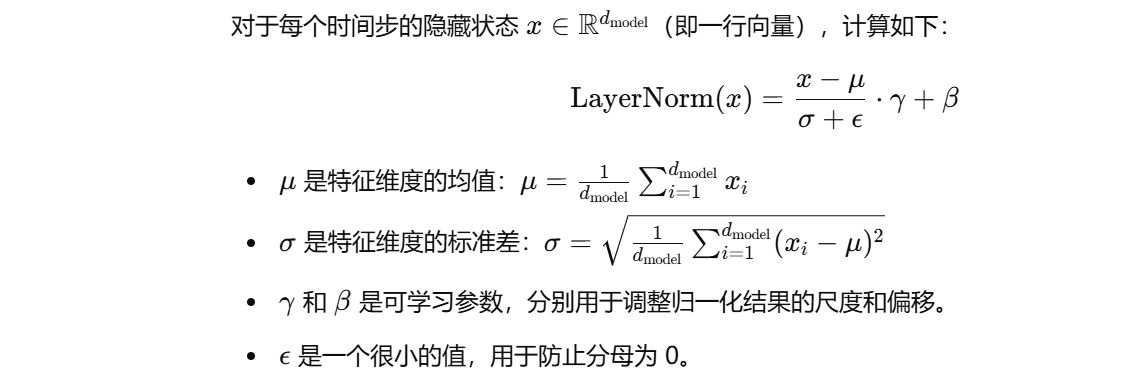 对于每个时间步的隐藏状态 $x \in \mathbb{R}^{d_{\text{model}}}$（即一行向量），计算如下：
$$\text{LayerNorm}(x) = \frac{x - \mu}{\sigma + \epsilon} \cdot \gamma + \beta$$
• $\mu$ 是特征维度的均值：$\mu = \frac{1}{d_{\text{model}}} \sum_{i=1}^{d_{\text{model}}} x_i$
• $\sigma$ 是特征维度的标准差：$\sigma = \sqrt{\frac{1}{d_{\text{model}}} \sum_{i=1}^{d_{\text{model}}} (x_i - \mu)^2}$
• $\gamma$ 和 $\beta$ 是可学习参数，分别用于调整归一化结果的尺度和偏移。
• $\epsilon$ 是一个很小的值，用于防止分母为 0。